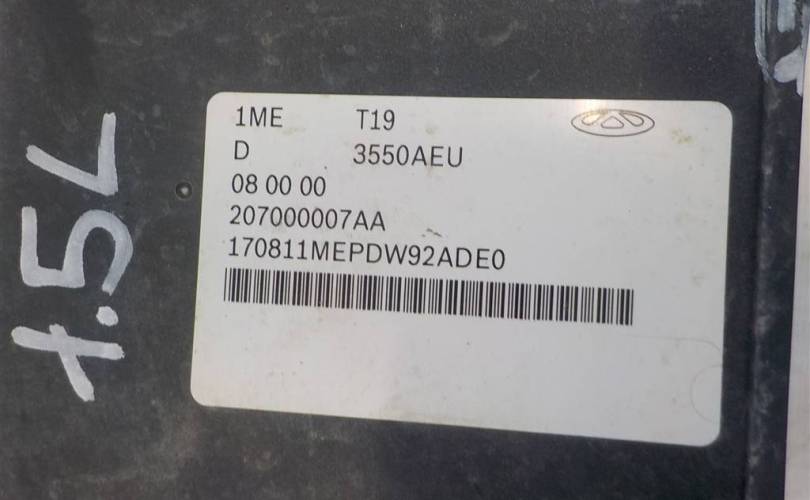 1ME T19
D 3550AEU
08 00 00
207000007AA
170811MEPDW92ADE0
1.5L